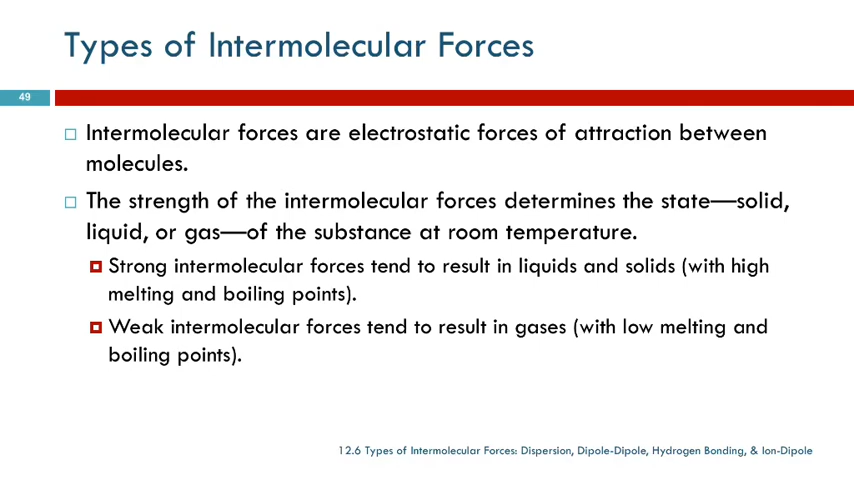 Types of Intermolecular Forces
49
Intermolecular forces are electrostatic forces of attraction between
molecules.
The strength of the intermolecular forces determines the state—solid,
liquid, or gas—of the substance at room temperature.
Strong intermolecular forces tend to result in liquids and solids (with high
melting and boiling points).
Weak intermolecular forces tend to result in gases (with low melting and
boiling points).
12.6 Types of Intermolecular Forces: Dispersion, Dipole-Dipole, Hydrogen Bonding, & Ion-Dipole